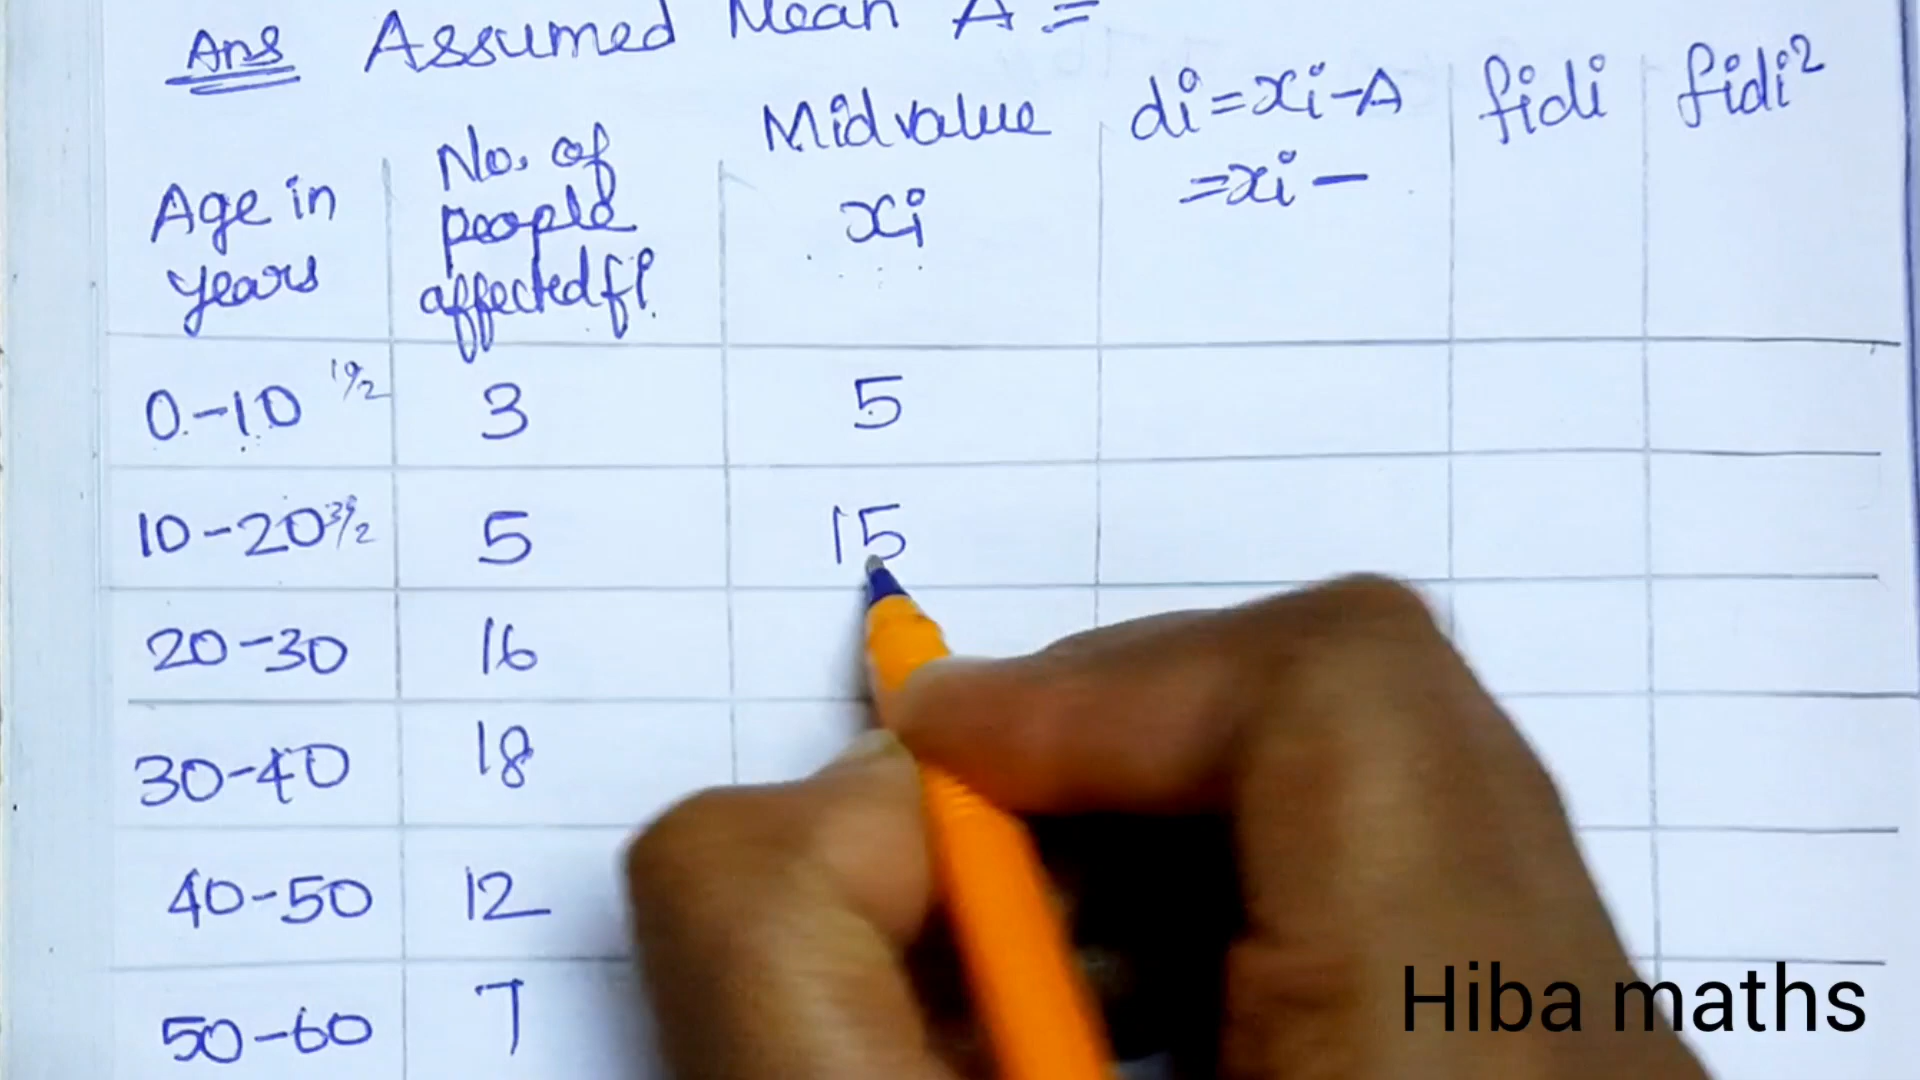 Ans Assumed Mean A =
Age in years
No. of people affected fi
Mid value xi
di = xi - A
= xi -
fidi
fidi²
0-10 10/2 3 5
10-20 30/2 5 15
20-30 16
30-40 18
40-50 12
50-60 7
Hiba maths